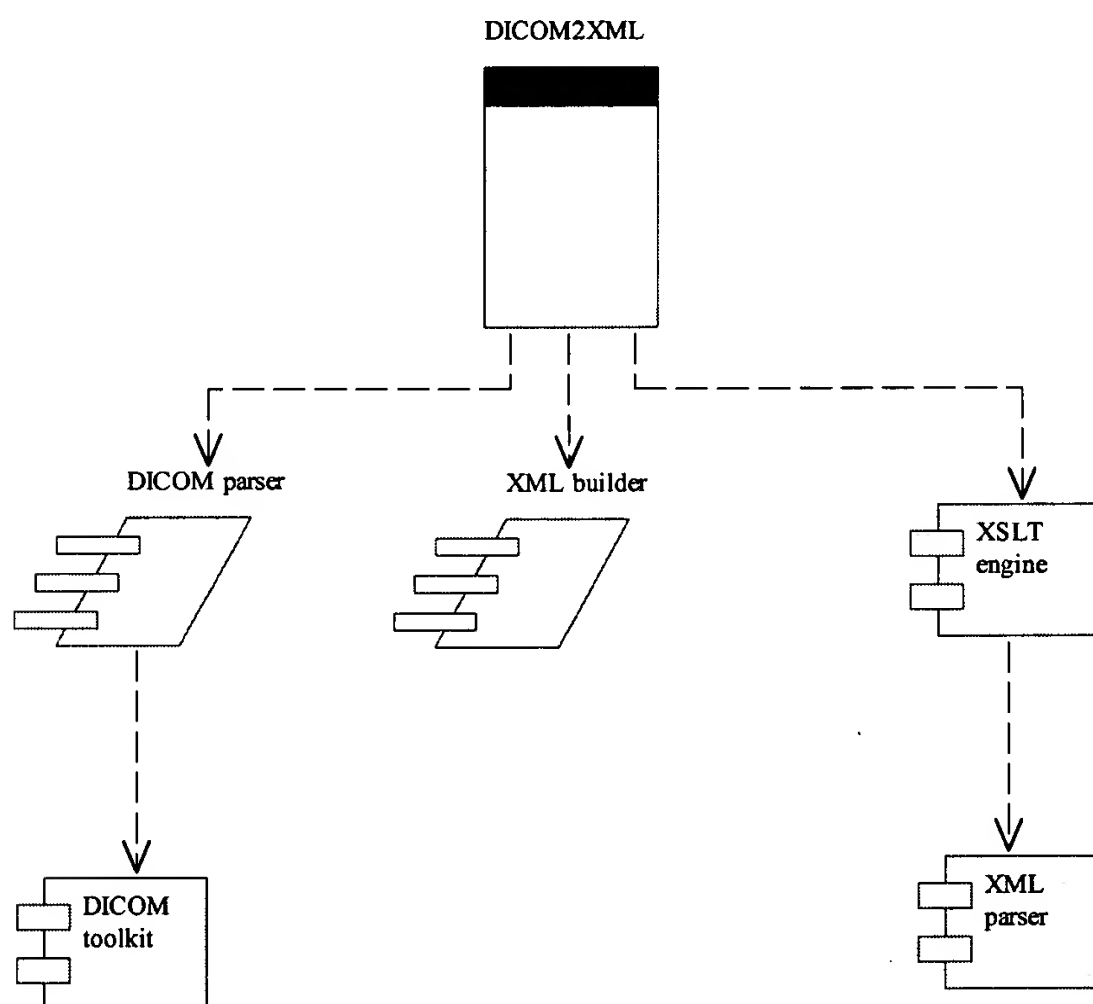 DICOM2XML
DICOM parser
XML builder
XSLT
engine
DICOM
toolkit
XML
parser